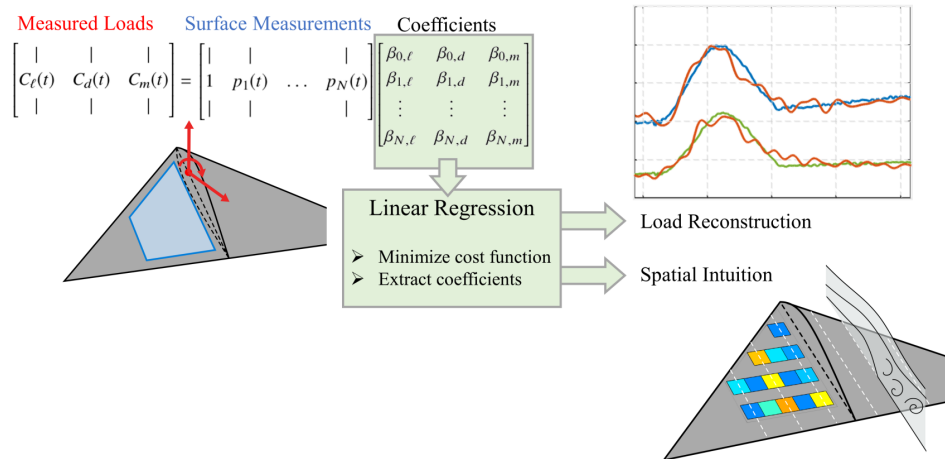 Measured Loads
Surface Measurements
Coefficients
C_ℓ(t) C_d(t) C_m(t) = 1 p_1(t) … p_N(t) β_{0,ℓ} β_{0,d} β_{0,m}
β_{1,ℓ} β_{1,d} β_{1,m}
⋮ ⋮ ⋮
β_{N,ℓ} β_{N,d} β_{N,m}
Linear Regression
➢ Minimize cost function
➢ Extract coefficients
Load Reconstruction
Spatial Intuition